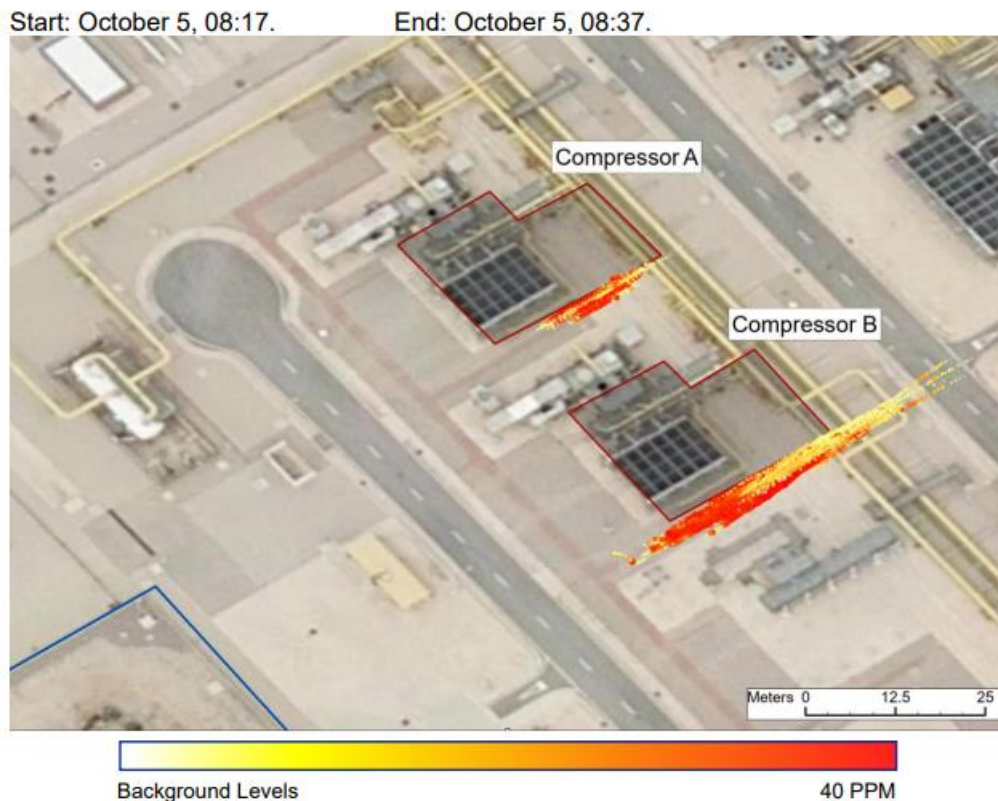 Start: October 5, 08:17. End: October 5, 08:37.
Compressor A
Compressor B
Meters 0 12.5 25
Background Levels 40 PPM